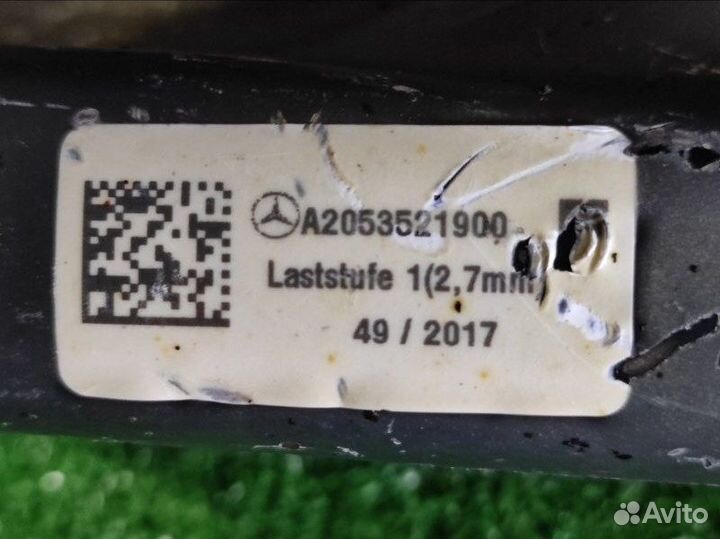 A2053521900
Laststufe 1(2,7mm)
49 / 2017
Avito